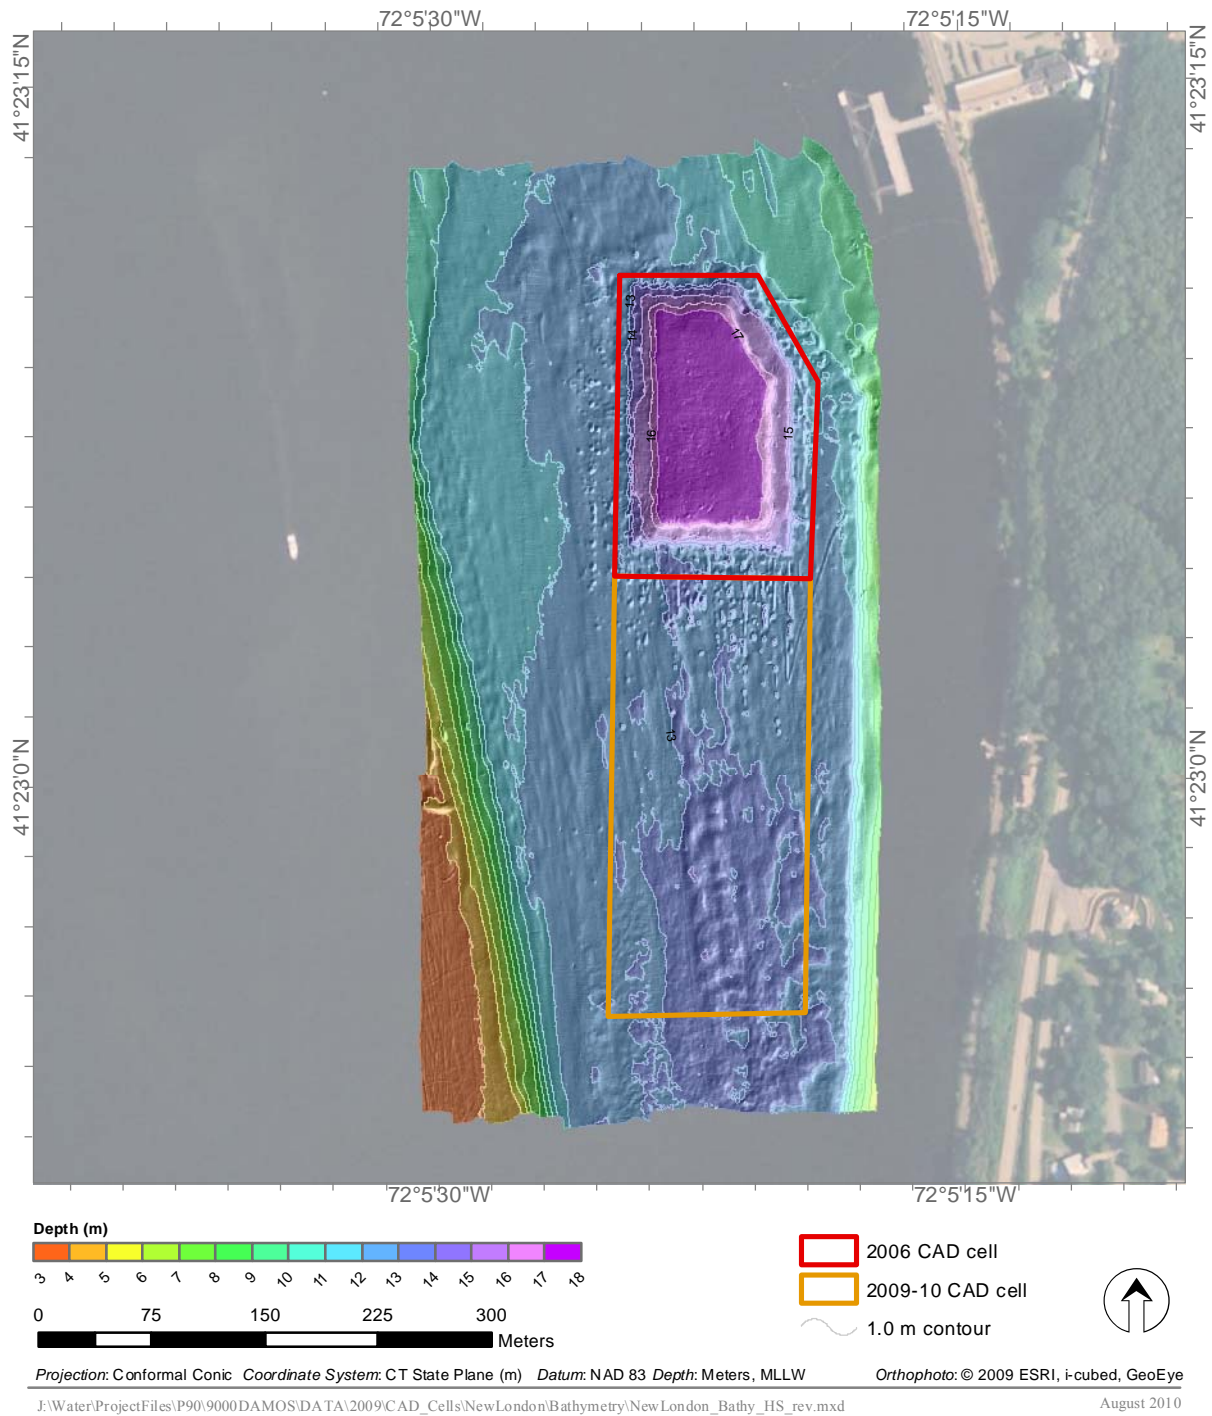 72°5'30"W 72°5'15"W
41°23'15"N
41°23'15"N
13
14
17
16
15
13
41°23'0"N
41°23'0"N
72°5'30"W 72°5'15"W
Depth (m)
3 4 5 6 7 8 9 10 11 12 13 14 15 16 17 18
0 75 150 225 300
Meters
2006 CAD cell
2009-10 CAD cell
1.0 m contour
Projection: Conformal Conic Coordinate System: CT State Plane (m) Datum: NAD 83 Depth: Meters, MLLW Orthophoto: © 2009 ESRI, i-cubed, GeoEye
J:\Water\ProjectFiles\P90\9000DAMOS\DATA\2009\CAD_Cells\NewLondon\Bathymetry\NewLondon_Bathy_HS_rev.mxd August 2010